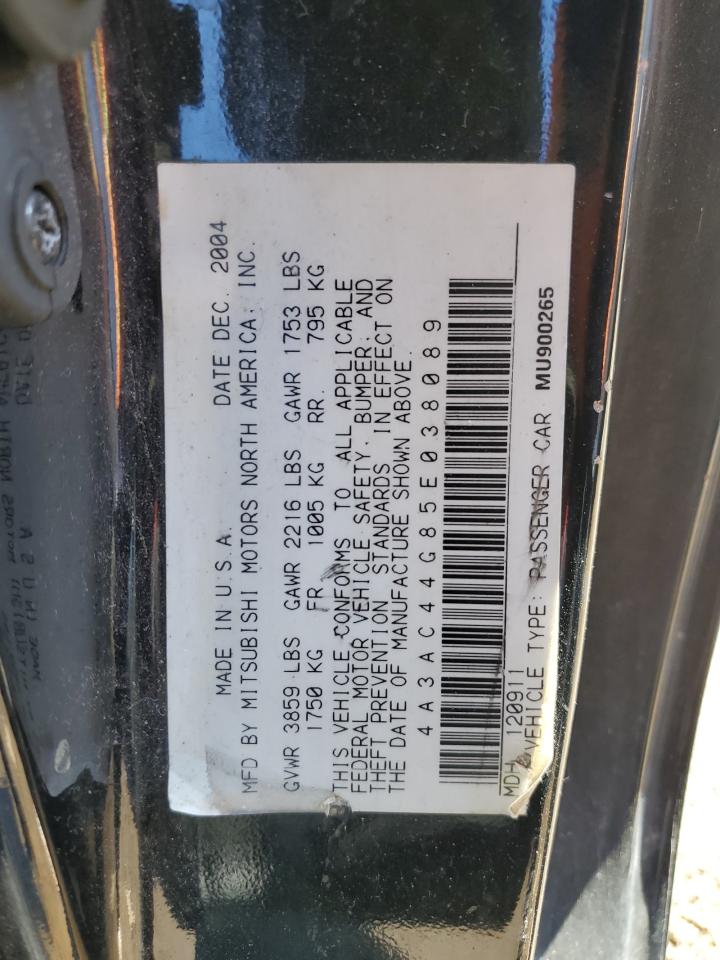 MADE IN U.S.A. DATE DEC. 2004
MFD BY MITSUBISHI MOTORS NORTH AMERICA, INC.
GVWR 3859 LBS GAWR 2216 LBS GAWR 1753 LBS
1750 KG FR 1005 KG RR. 795 KG
THIS VEHICLE CONFORMS TO ALL APPLICABLE
FEDERAL MOTOR VEHICLE SAFETY, BUMPER, AND
THEFT PREVENTION STANDARDS IN EFFECT ON
THE DATE OF MANUFACTURE SHOWN ABOVE.
4A3AC44G85E038089
MDH 120911
VEHICLE TYPE: PASSENGER CAR MU900265